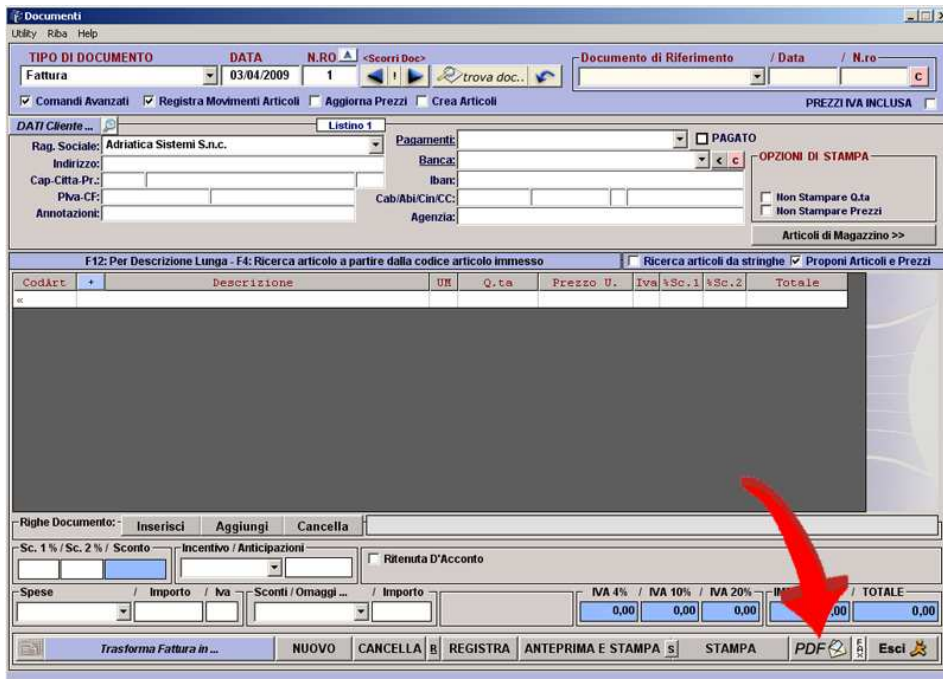 Documenti
Utility Riba Help
TIPO DI DOCUMENTO DATA N.RO <Scorri Doc> Documento di Riferimento / Data / N.ro
Fattura 03/04/2009 1 ! trova doc.. c
Comandi Avanzati Registra Movimenti Articoli Aggiorna Prezzi Crea Articoli PREZZI IVA INCLUSA
DATI Cliente ... Listino 1
Rag. Sociale: Adriatica Sistemi S.n.c. Pagamenti: PAGATO
Indirizzo: Banca: < c OPZIONI DI STAMPA
Cap-Citta-Pr.: Iban:
PIva-CF: Cab/Abi/Cin/CC: Non Stampare Q.ta
Annotazioni: Agenzia: Non Stampare Prezzi
Articoli di Magazzino >>
F12: Per Descrizione Lunga - F4: Ricerca articolo a partire dalla codice articolo immesso Ricerca articoli da stringhe Proponi Articoli e Prezzi
CodArt + Descrizione UM Q.ta Prezzo U. Iva %Sc.1 %Sc.2 Totale
«
Righe Documento: Inserisci Aggiungi Cancella
Sc. 1 % / Sc. 2 % / Sconto Incentivo / Anticipazioni
Ritenuta D'Acconto
Spese / Importo / Iva Sconti / Omaggi ... / Importo IVA 4% / IVA 10% / IVA 20% / TOTALE
0,00 0,00 0,00 0,00
Trasforma Fattura in ... NUOVO CANCELLA R REGISTRA ANTEPRIMA E STAMPA S STAMPA PDF FAX Esci